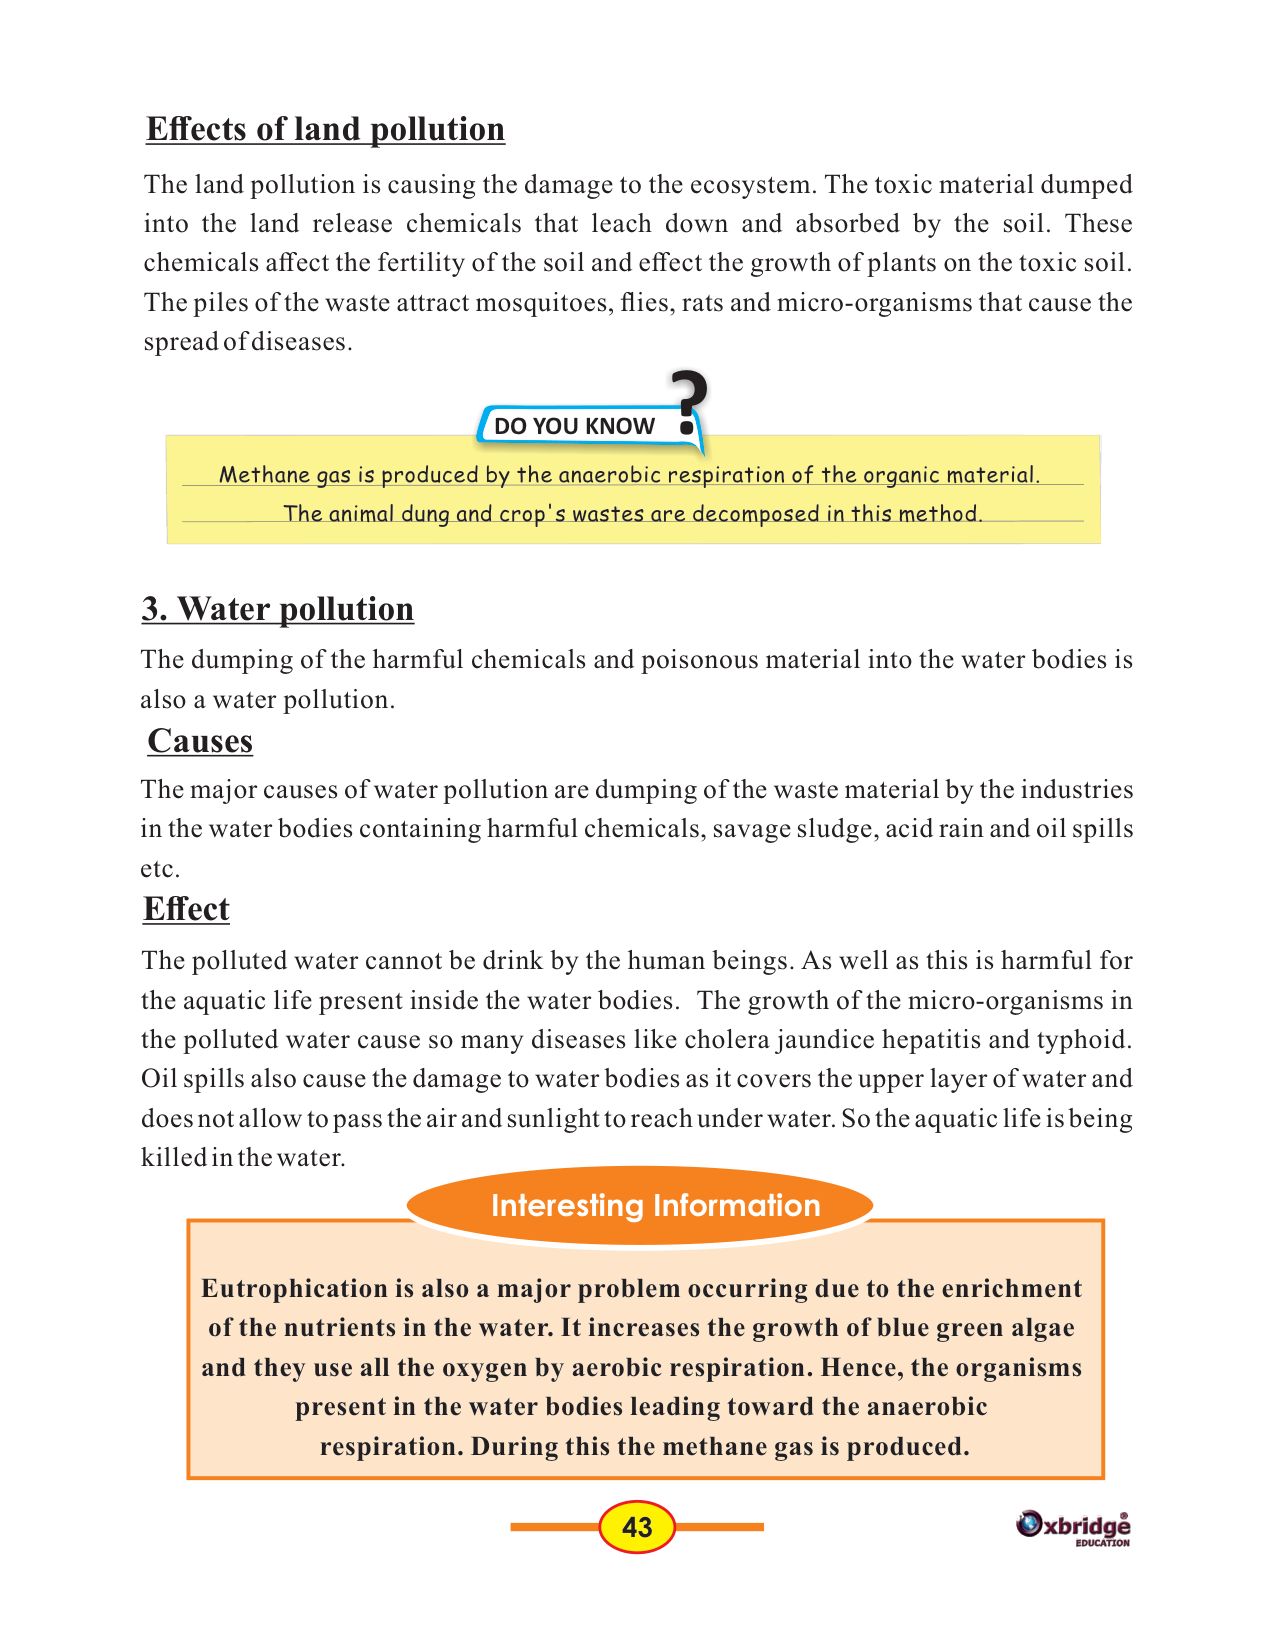 Effects of land pollution
The land pollution is causing the damage to the ecosystem. The toxic material dumped
into the land release chemicals that leach down and absorbed by the soil. These
chemicals affect the fertility of the soil and effect the growth of plants on the toxic soil.
The piles of the waste attract mosquitoes, flies, rats and micro-organisms that cause the
spread of diseases.
DO YOU KNOW ?
Methane gas is produced by the anaerobic respiration of the organic material.
The animal dung and crop's wastes are decomposed in this method.
3. Water pollution
The dumping of the harmful chemicals and poisonous material into the water bodies is
also a water pollution.
Causes
The major causes of water pollution are dumping of the waste material by the industries
in the water bodies containing harmful chemicals, savage sludge, acid rain and oil spills
etc.
Effect
The polluted water cannot be drink by the human beings. As well as this is harmful for
the aquatic life present inside the water bodies. The growth of the micro-organisms in
the polluted water cause so many diseases like cholera jaundice hepatitis and typhoid.
Oil spills also cause the damage to water bodies as it covers the upper layer of water and
does not allow to pass the air and sunlight to reach under water. So the aquatic life is being
killed in the water.
Interesting Information
Eutrophication is also a major problem occurring due to the enrichment
of the nutrients in the water. It increases the growth of blue green algae
and they use all the oxygen by aerobic respiration. Hence, the organisms
present in the water bodies leading toward the anaerobic
respiration. During this the methane gas is produced.
43
Oxbridge®
EDUCATION